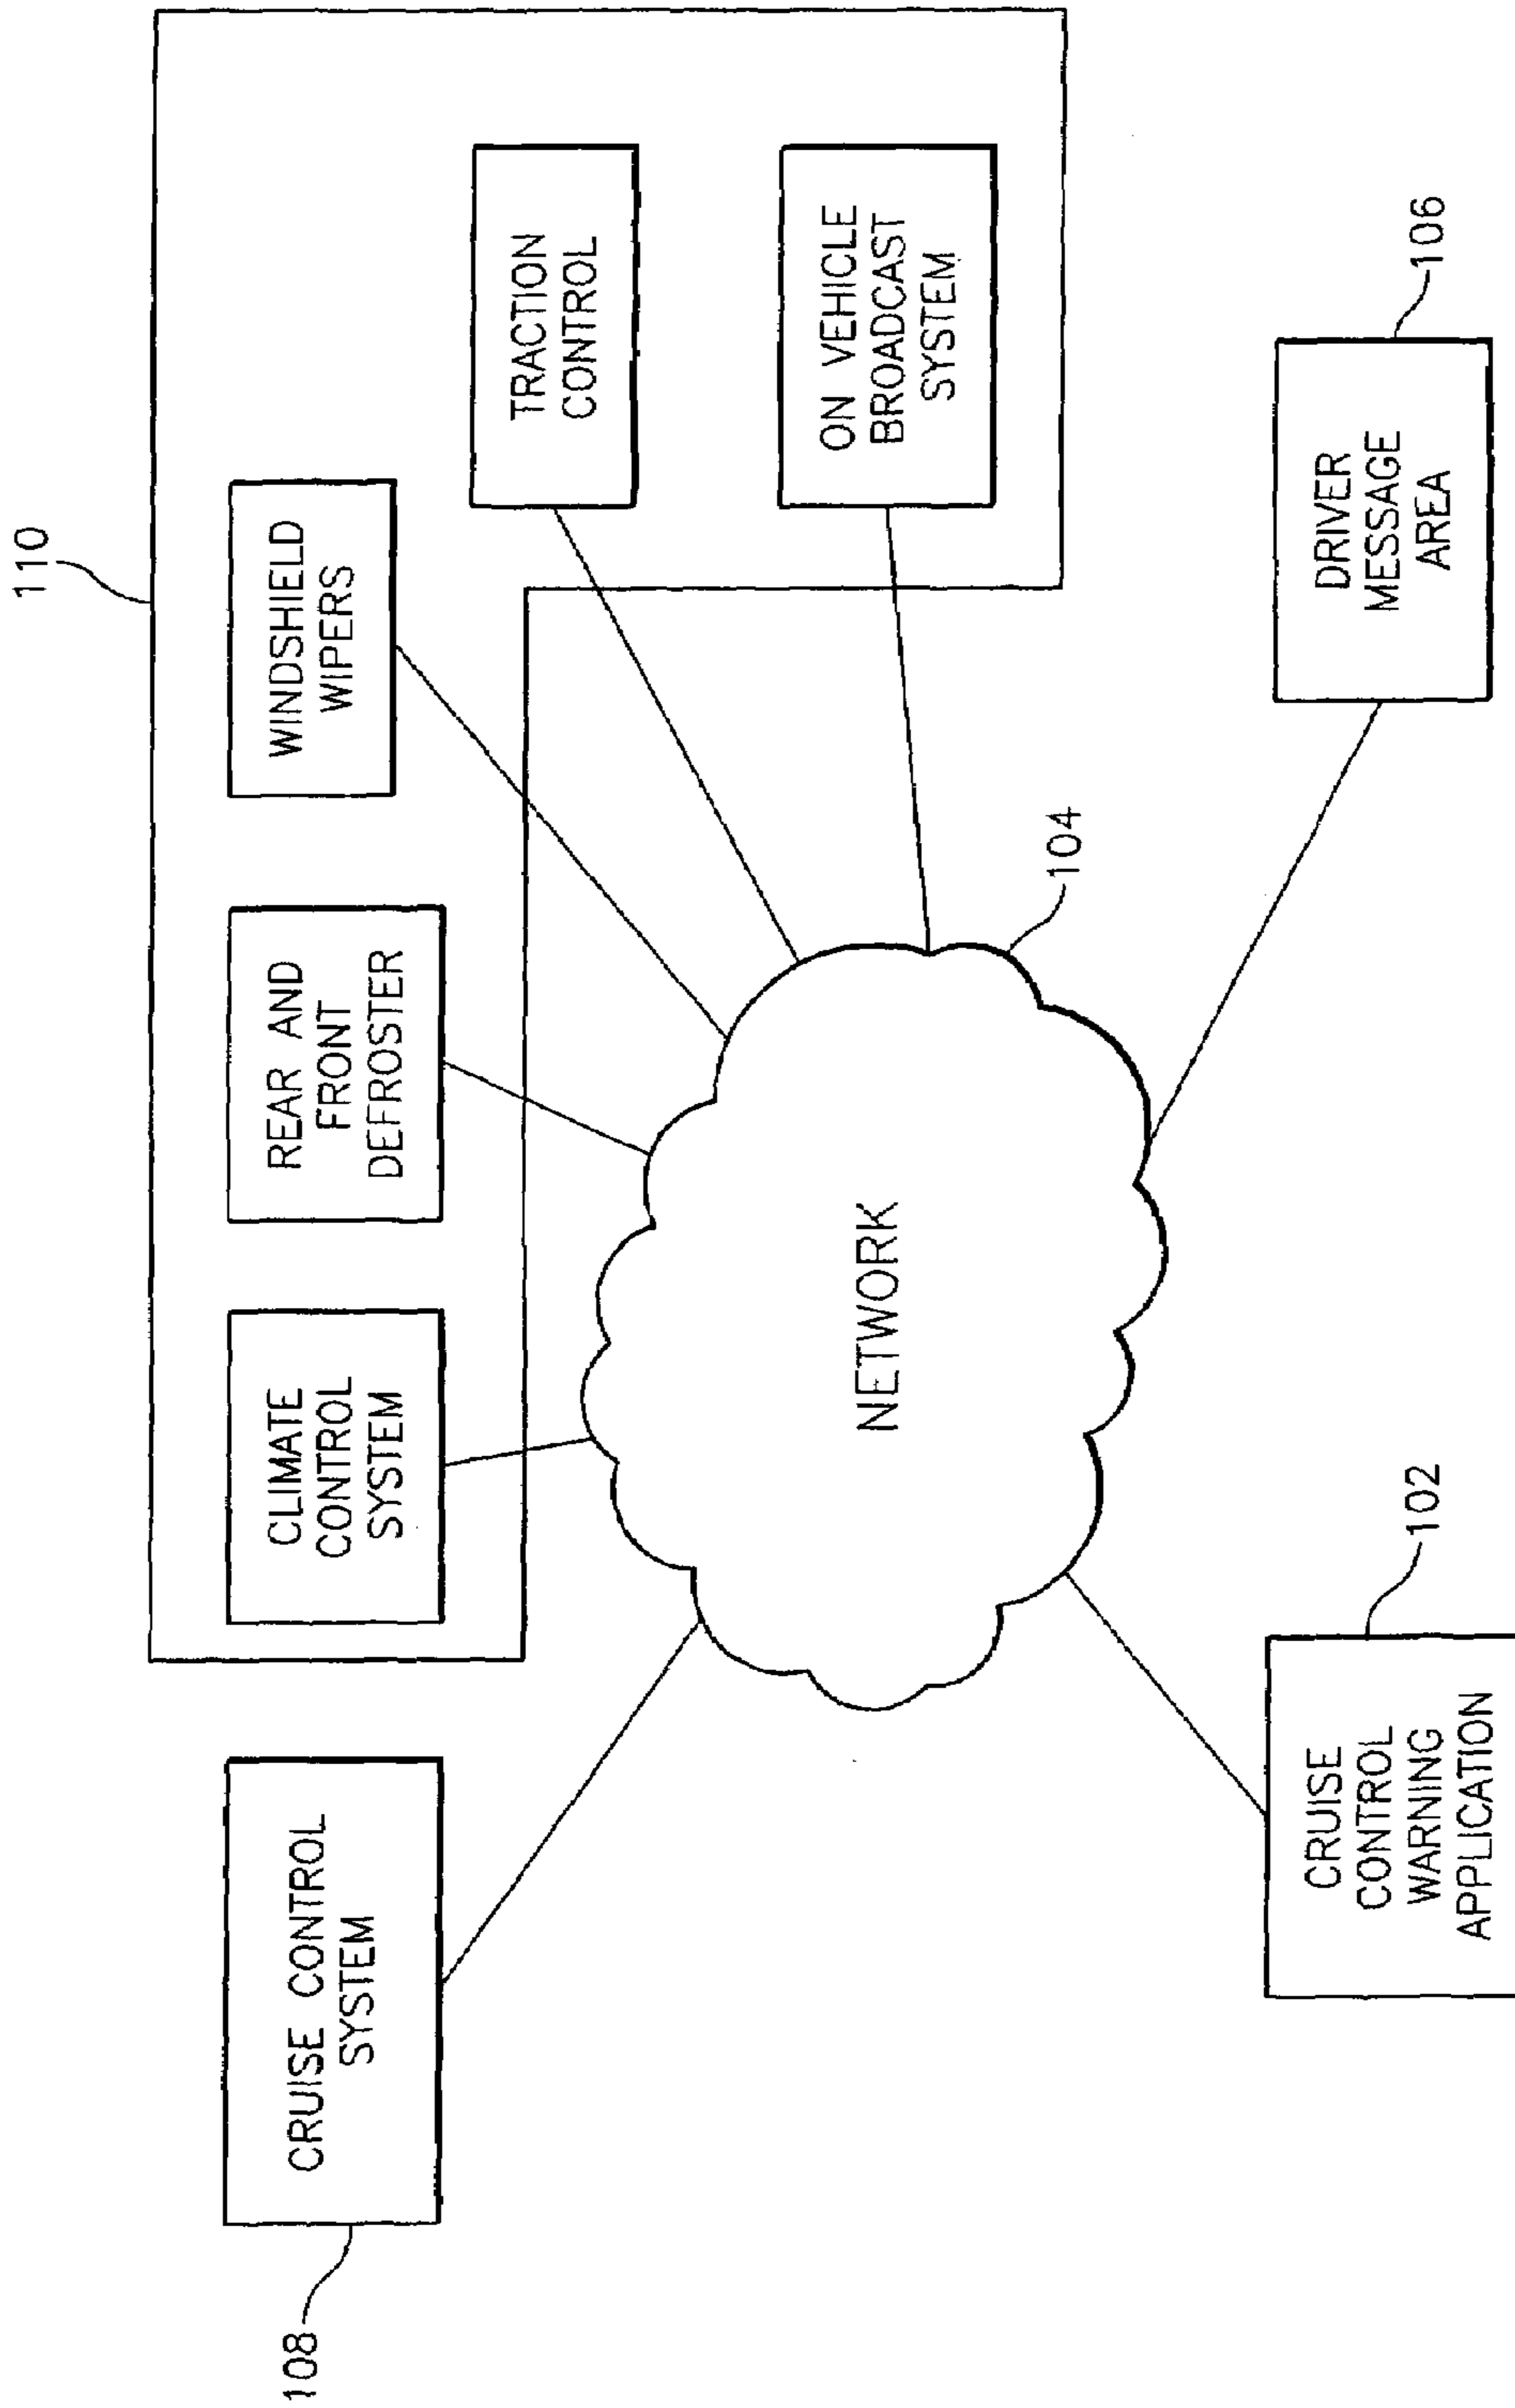 110
WINDSHIELD
WIPERS
REAR AND
FRONT
DEFROSTER
CLIMATE
CONTROL
SYSTEM
TRACTION
CONTROL
ON VEHICLE
BROADCAST
SYSTEM
CRUISE CONTROL
SYSTEM
108
NETWORK
104
DRIVER
MESSAGE
AREA
106
CRUISE
CONTROL
WARNING
APPLICATION
102